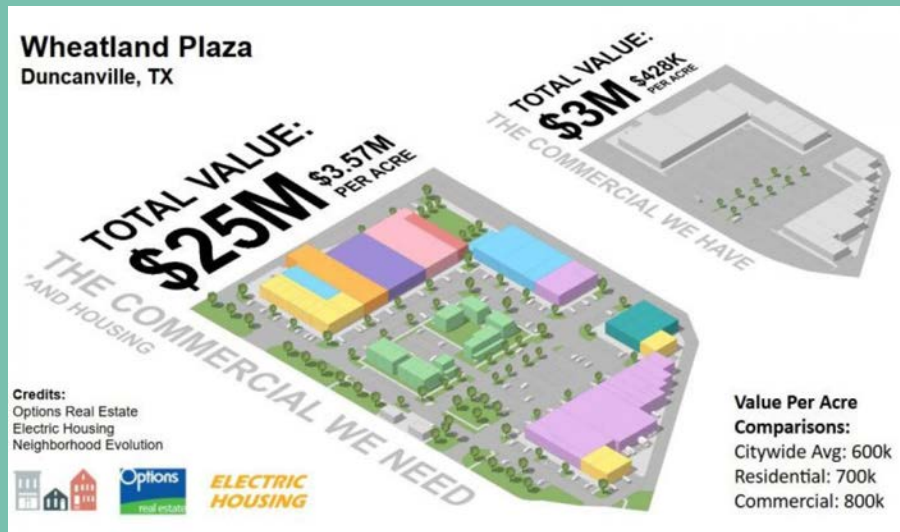 Wheatland Plaza
Duncanville, TX
TOTAL VALUE:
$25M
$3.57M
PER ACRE
THE COMMERCIAL WE NEED
*AND HOUSING
TOTAL VALUE:
$3M
$428K
PER ACRE
THE COMMERCIAL WE HAVE
Credits:
Options Real Estate
Electric Housing
Neighborhood Evolution
Options
real estate
ELECTRIC
HOUSING
Value Per Acre
Comparisons:
Citywide Avg: 600k
Residential: 700k
Commercial: 800k